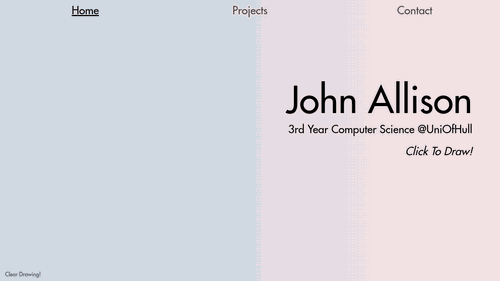 Home Projects Contact
John Allison
3rd Year Computer Science @UniOfHull
Click To Draw!
Clear Drawing!